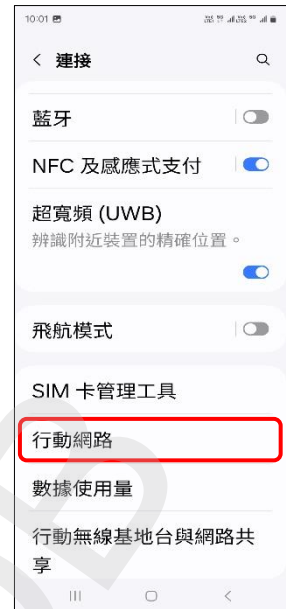 10:01
連接
藍牙
NFC 及感應式支付
超寬頻 (UWB)
辨識附近裝置的精確位置。
飛航模式
SIM 卡管理工具
行動網路
數據使用量
行動無線基地台與網路共
享